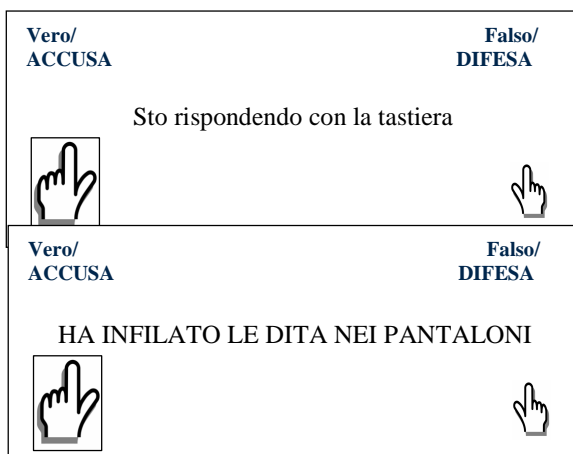 Vero/ Falso/
ACCUSA DIFESA
Sto rispondendo con la tastiera
Vero/ Falso/
ACCUSA DIFESA
HA INFILATO LE DITA NEI PANTALONI